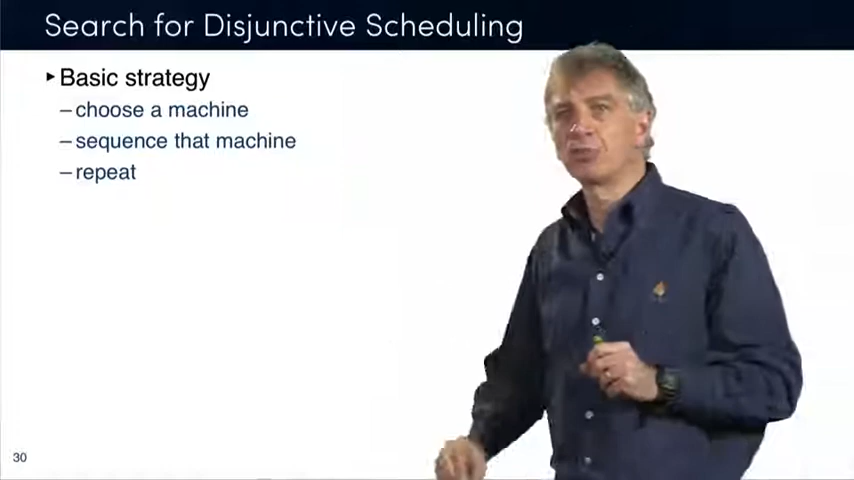 Search for Disjunctive Scheduling
‣ Basic strategy
– choose a machine
– sequence that machine
– repeat
30